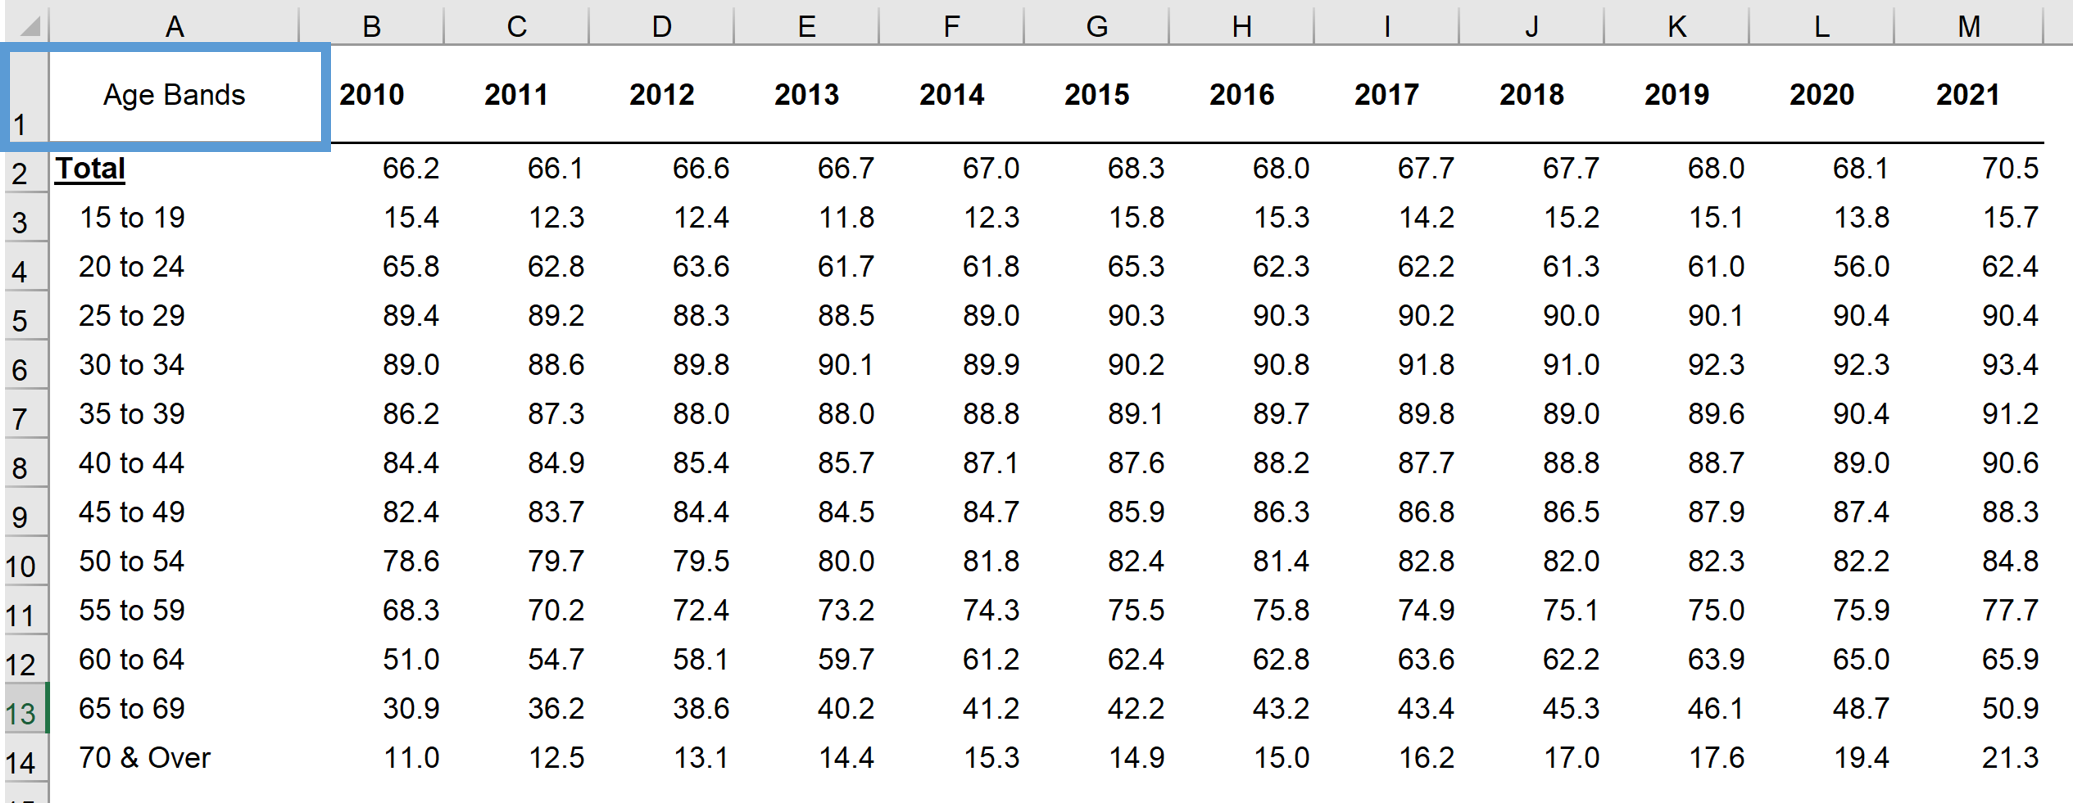 A B C D E F G H I J K L M
1 Age Bands 2010 2011 2012 2013 2014 2015 2016 2017 2018 2019 2020 2021
2 Total 66.2 66.1 66.6 66.7 67.0 68.3 68.0 67.7 67.7 68.0 68.1 70.5
3 15 to 19 15.4 12.3 12.4 11.8 12.3 15.8 15.3 14.2 15.2 15.1 13.8 15.7
4 20 to 24 65.8 62.8 63.6 61.7 61.8 65.3 62.3 62.2 61.3 61.0 56.0 62.4
5 25 to 29 89.4 89.2 88.3 88.5 89.0 90.3 90.3 90.2 90.0 90.1 90.4 90.4
6 30 to 34 89.0 88.6 89.8 90.1 89.9 90.2 90.8 91.8 91.0 92.3 92.3 93.4
7 35 to 39 86.2 87.3 88.0 88.0 88.8 89.1 89.7 89.8 89.0 89.6 90.4 91.2
8 40 to 44 84.4 84.9 85.4 85.7 87.1 87.6 88.2 87.7 88.8 88.7 89.0 90.6
9 45 to 49 82.4 83.7 84.4 84.5 84.7 85.9 86.3 86.8 86.5 87.9 87.4 88.3
10 50 to 54 78.6 79.7 79.5 80.0 81.8 82.4 81.4 82.8 82.0 82.3 82.2 84.8
11 55 to 59 68.3 70.2 72.4 73.2 74.3 75.5 75.8 74.9 75.1 75.0 75.9 77.7
12 60 to 64 51.0 54.7 58.1 59.7 61.2 62.4 62.8 63.6 62.2 63.9 65.0 65.9
13 65 to 69 30.9 36.2 38.6 40.2 41.2 42.2 43.2 43.4 45.3 46.1 48.7 50.9
14 70 & Over 11.0 12.5 13.1 14.4 15.3 14.9 15.0 16.2 17.0 17.6 19.4 21.3